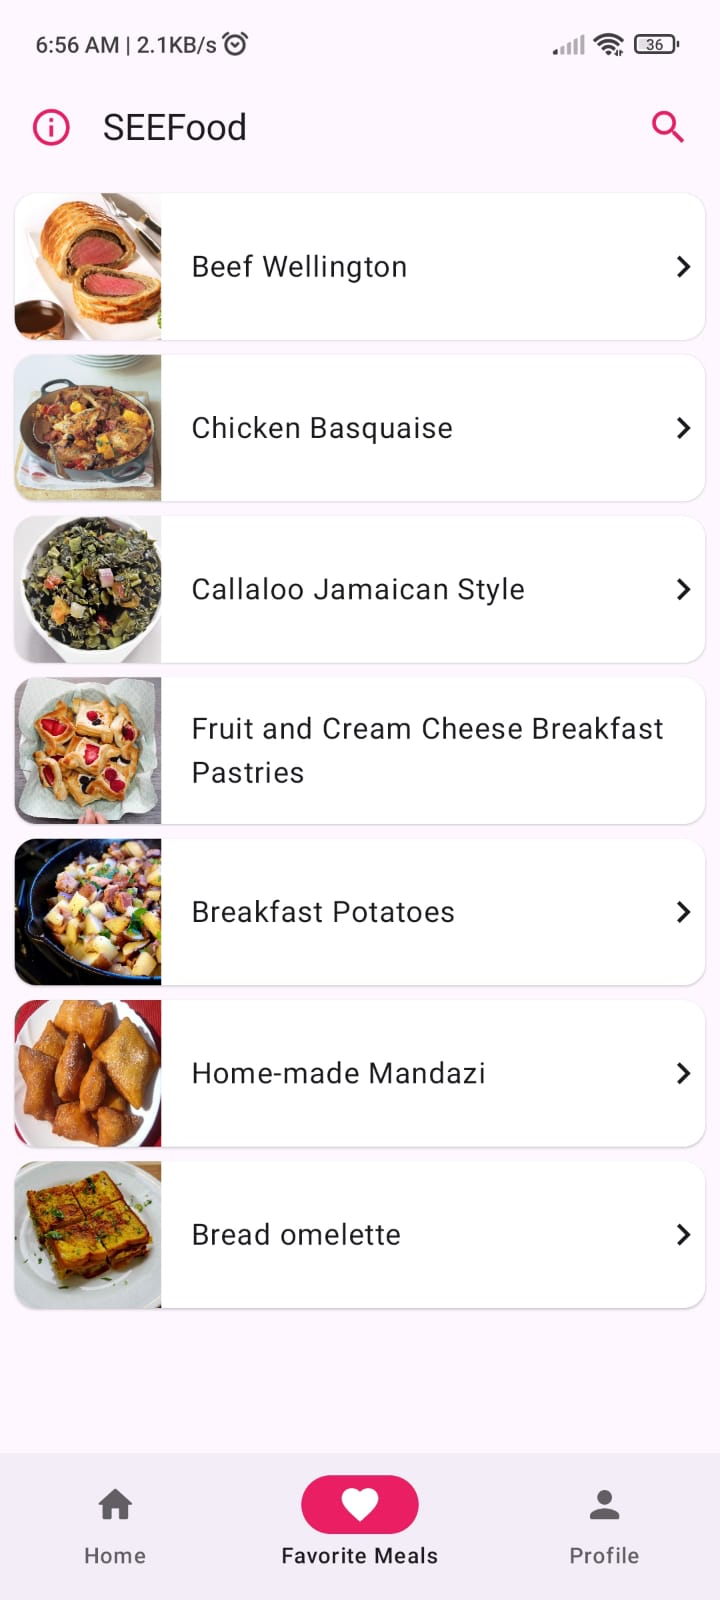 6:56 AM | 2.1KB/s
36
SEEFood
Beef Wellington
Chicken Basquaise
Callaloo Jamaican Style
Fruit and Cream Cheese Breakfast
Pastries
Breakfast Potatoes
Home-made Mandazi
Bread omelette
Home
Favorite Meals
Profile